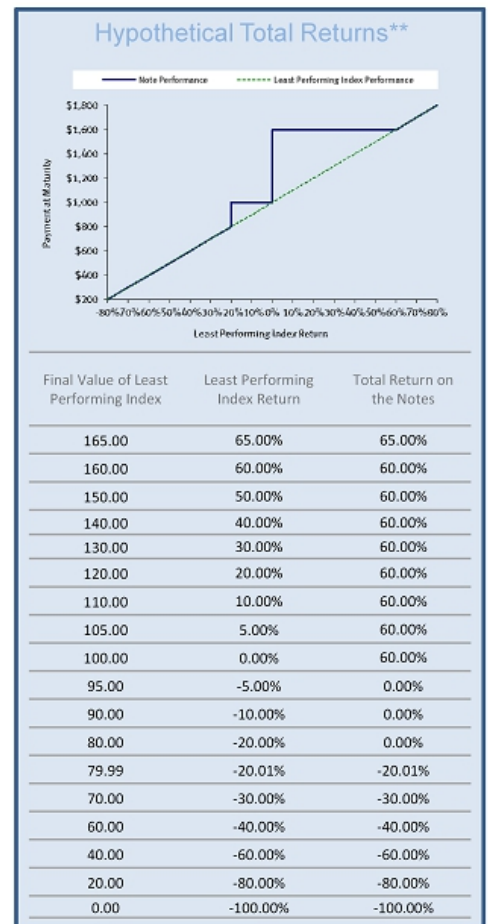 Hypothetical Total Returns**
Note Performance Least Performing Index Performance
$1,800
$1,600
$1,400
$1,200
$1,000
$800
$600
$400
$200
Payment at Maturity
-80%70%60%50%40%30%20%10%0% 10%20%30%40%50%60%70%80%
Least Performing Index Return
Final Value of Least Performing Index Least Performing Index Return Total Return on the Notes
165.00 65.00% 65.00%
160.00 60.00% 60.00%
150.00 50.00% 60.00%
140.00 40.00% 60.00%
130.00 30.00% 60.00%
120.00 20.00% 60.00%
110.00 10.00% 60.00%
105.00 5.00% 60.00%
100.00 0.00% 60.00%
95.00 -5.00% 0.00%
90.00 -10.00% 0.00%
80.00 -20.00% 0.00%
79.99 -20.01% -20.01%
70.00 -30.00% -30.00%
60.00 -40.00% -40.00%
40.00 -60.00% -60.00%
20.00 -80.00% -80.00%
0.00 -100.00% -100.00%